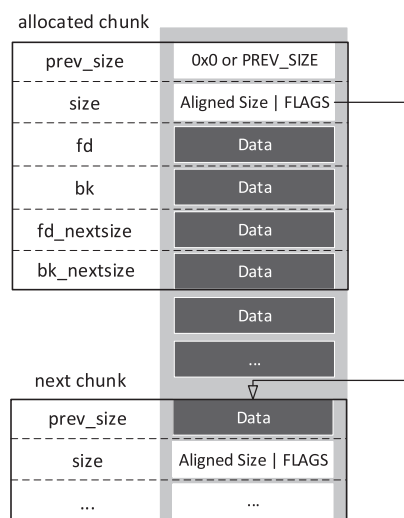 allocated chunk
prev_size 0x0 or PREV_SIZE
size Aligned Size | FLAGS
fd Data
bk Data
fd_nextsize Data
bk_nextsize Data
Data
...
next chunk
prev_size Data
size Aligned Size | FLAGS
... ...